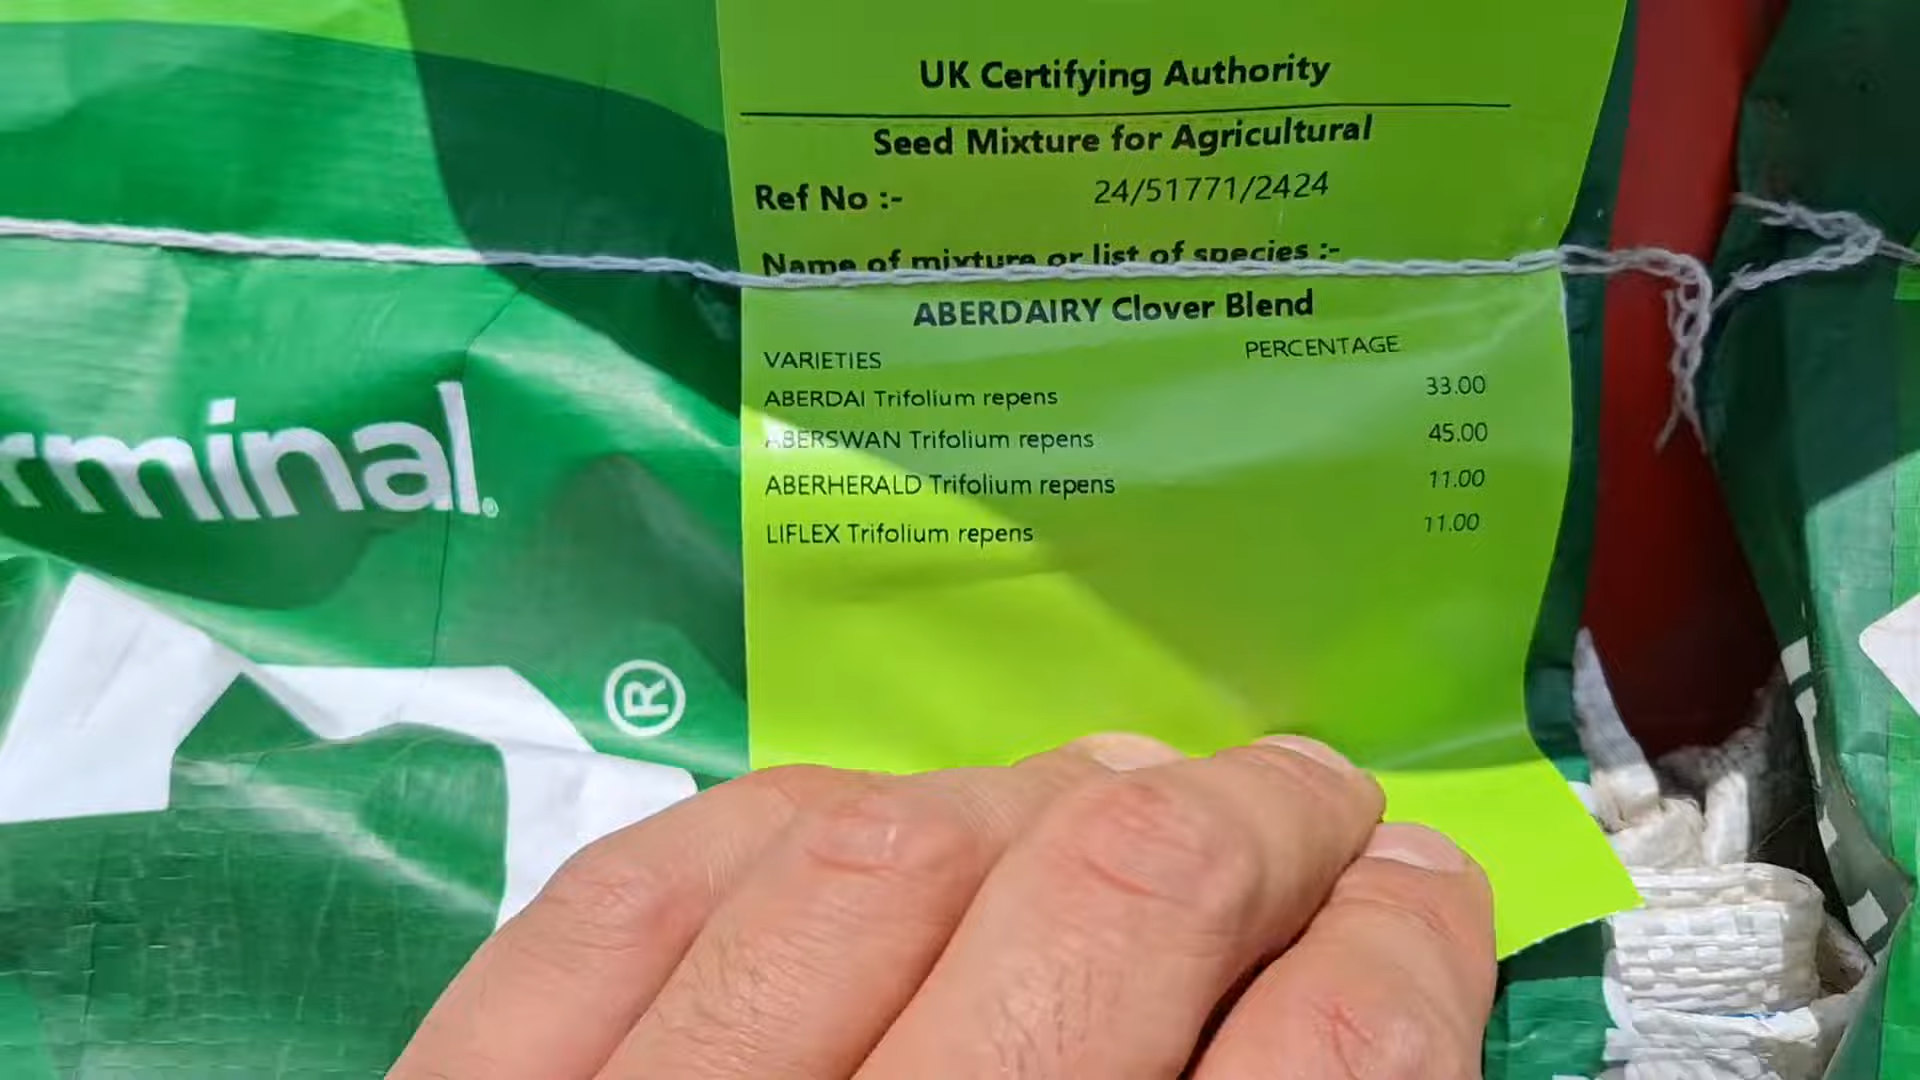 UK Certifying Authority
Seed Mixture for Agricultural
Ref No :- 24/51771/2424
Name of mixture or list of species :-
ABERDAIRY Clover Blend
VARIETIES PERCENTAGE
ABERDAI Trifolium repens 33.00
ABERSWAN Trifolium repens 45.00
ABERHERALD Trifolium repens 11.00
LIFLEX Trifolium repens 11.00
rminal®
®